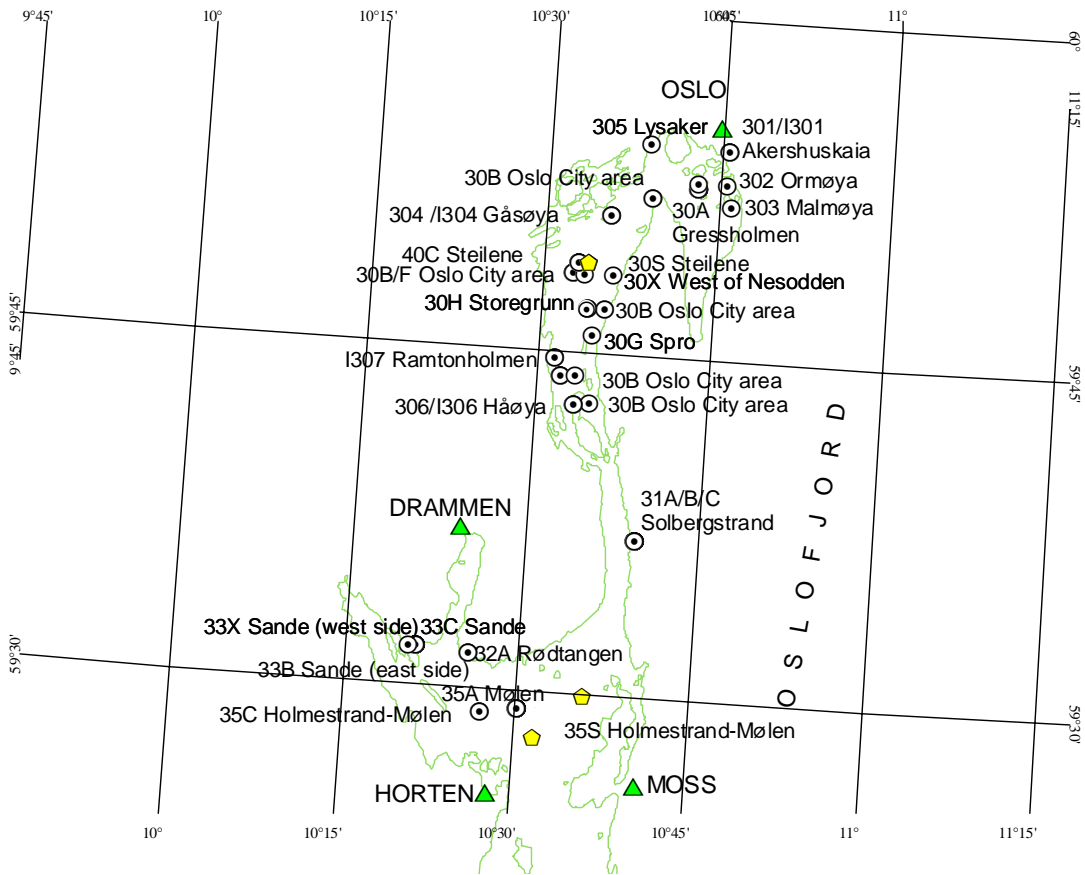 9°45'
10°
10°15'
10°30'
10°45'
60°
11°
60°
11°15'
OSLO
305 Lysaker
301/I301
Akershuskaia
30B Oslo City area
302 Ormøya
304 /I304 Gåsøya
30A
Gressholmen
303 Malmøya
40C Steilene
30S Steilene
30B/F Oslo City area
30X West of Nesodden
30H Storegrunn
30B Oslo City area
59°45'
9°45'
30G Spro
I307 Ramtonholmen
59°45'
30B Oslo City area
306/I306 Håøya
30B Oslo City area
OSLOFJORD
31A/B/C
Solbergstrand
DRAMMEN
33X Sande (west side)
33C Sande
59°30'
32A Rødtangen
33B Sande (east side)
35A Mølen
35C Holmestrand-Mølen
35S Holmestrand-Mølen
59°30'
HORTEN
MOSS
10°
10°15'
10°30'
10°45'
11°
11°15'